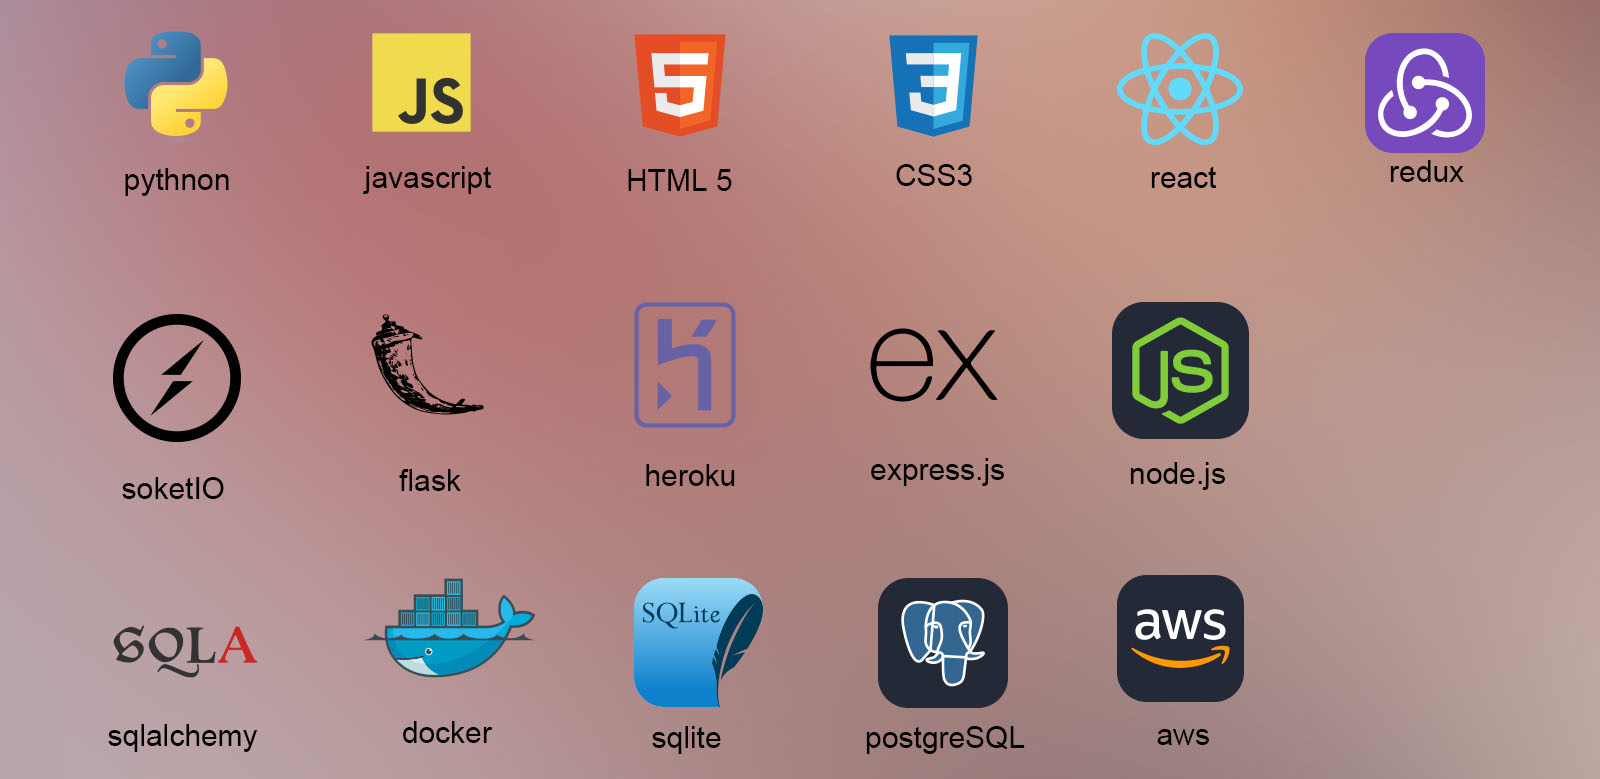 JS
5
3
pythnon
javascript
HTML 5
CSS3
react
redux
ex
JS
soketIO
flask
heroku
express.js
node.js
SQLA
SQLite
aws
sqlalchemy
docker
sqlite
postgreSQL
aws